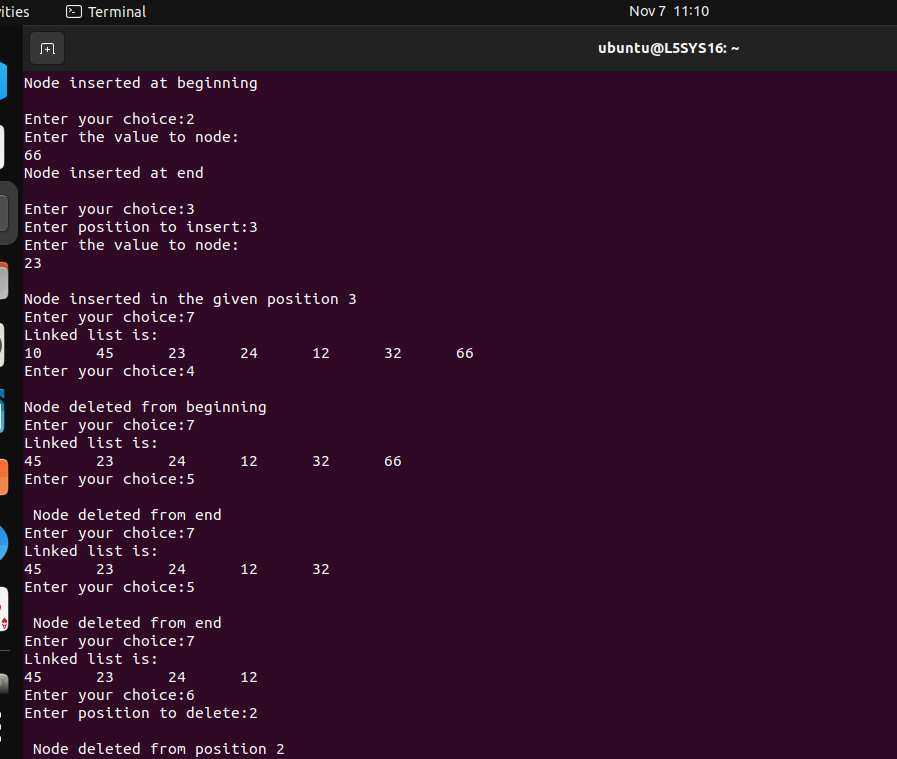 ities Terminal Nov 7 11:10
ubuntu@L5SYS16: ~
Node inserted at beginning
Enter your choice:2
Enter the value to node:
66
Node inserted at end
Enter your choice:3
Enter position to insert:3
Enter the value to node:
23
Node inserted in the given position 3
Enter your choice:7
Linked list is:
10 45 23 24 12 32 66
Enter your choice:4
Node deleted from beginning
Enter your choice:7
Linked list is:
45 23 24 12 32 66
Enter your choice:5
Node deleted from end
Enter your choice:7
Linked list is:
45 23 24 12 32
Enter your choice:5
Node deleted from end
Enter your choice:7
Linked list is:
45 23 24 12
Enter your choice:6
Enter position to delete:2
Node deleted from position 2